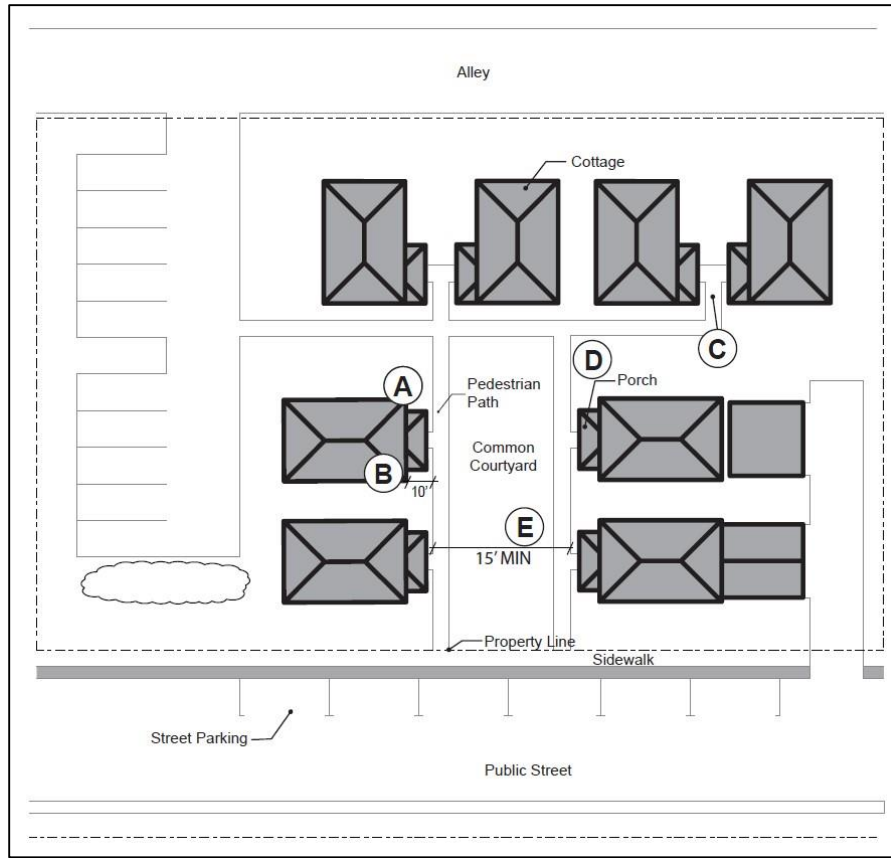 Alley
Cottage
C
A
D
Pedestrian
Path
Porch
Common
Courtyard
B
10'
E
15' MIN
Property Line
Sidewalk
Street Parking
Public Street